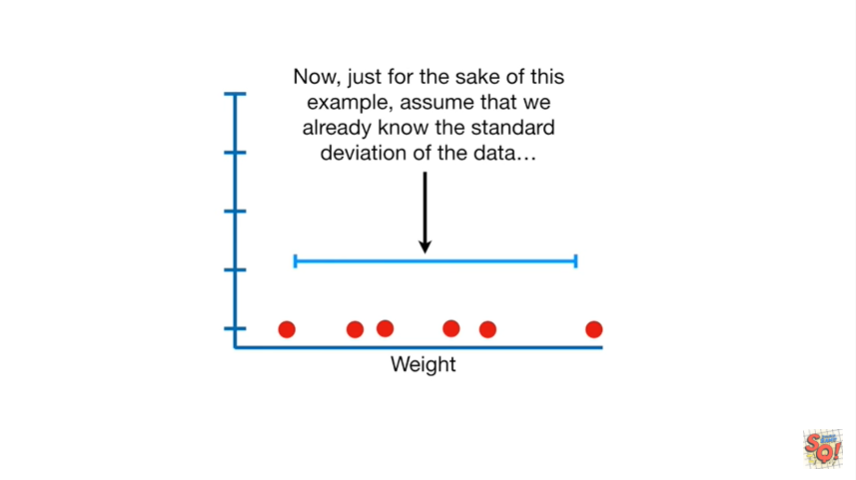 Now, just for the sake of this
example, assume that we
already know the standard
deviation of the data…
Weight
SQ!